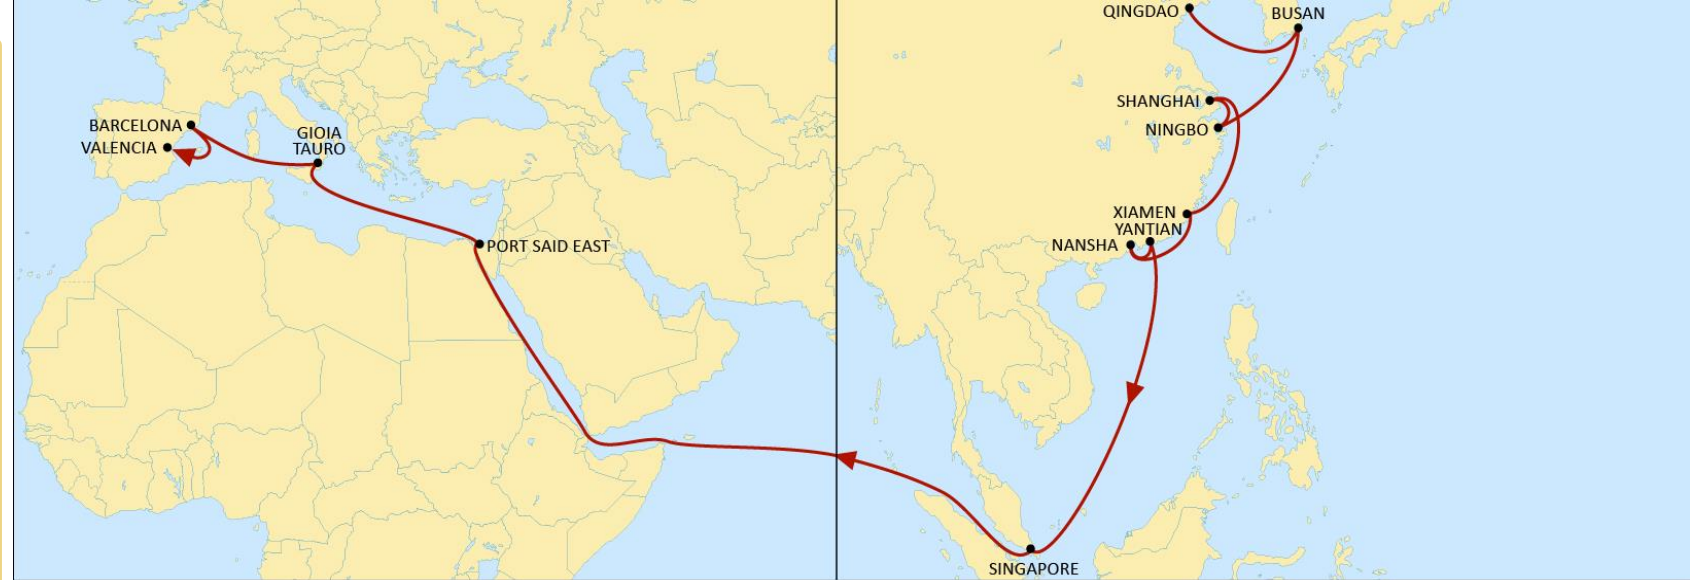 QINGDAO
BUSAN
SHANGHAI
NINGBO
BARCELONA
VALENCIA
GIOIA
TAURO
XIAMEN
YANTIAN
NANSHA
PORT SAID EAST
SINGAPORE